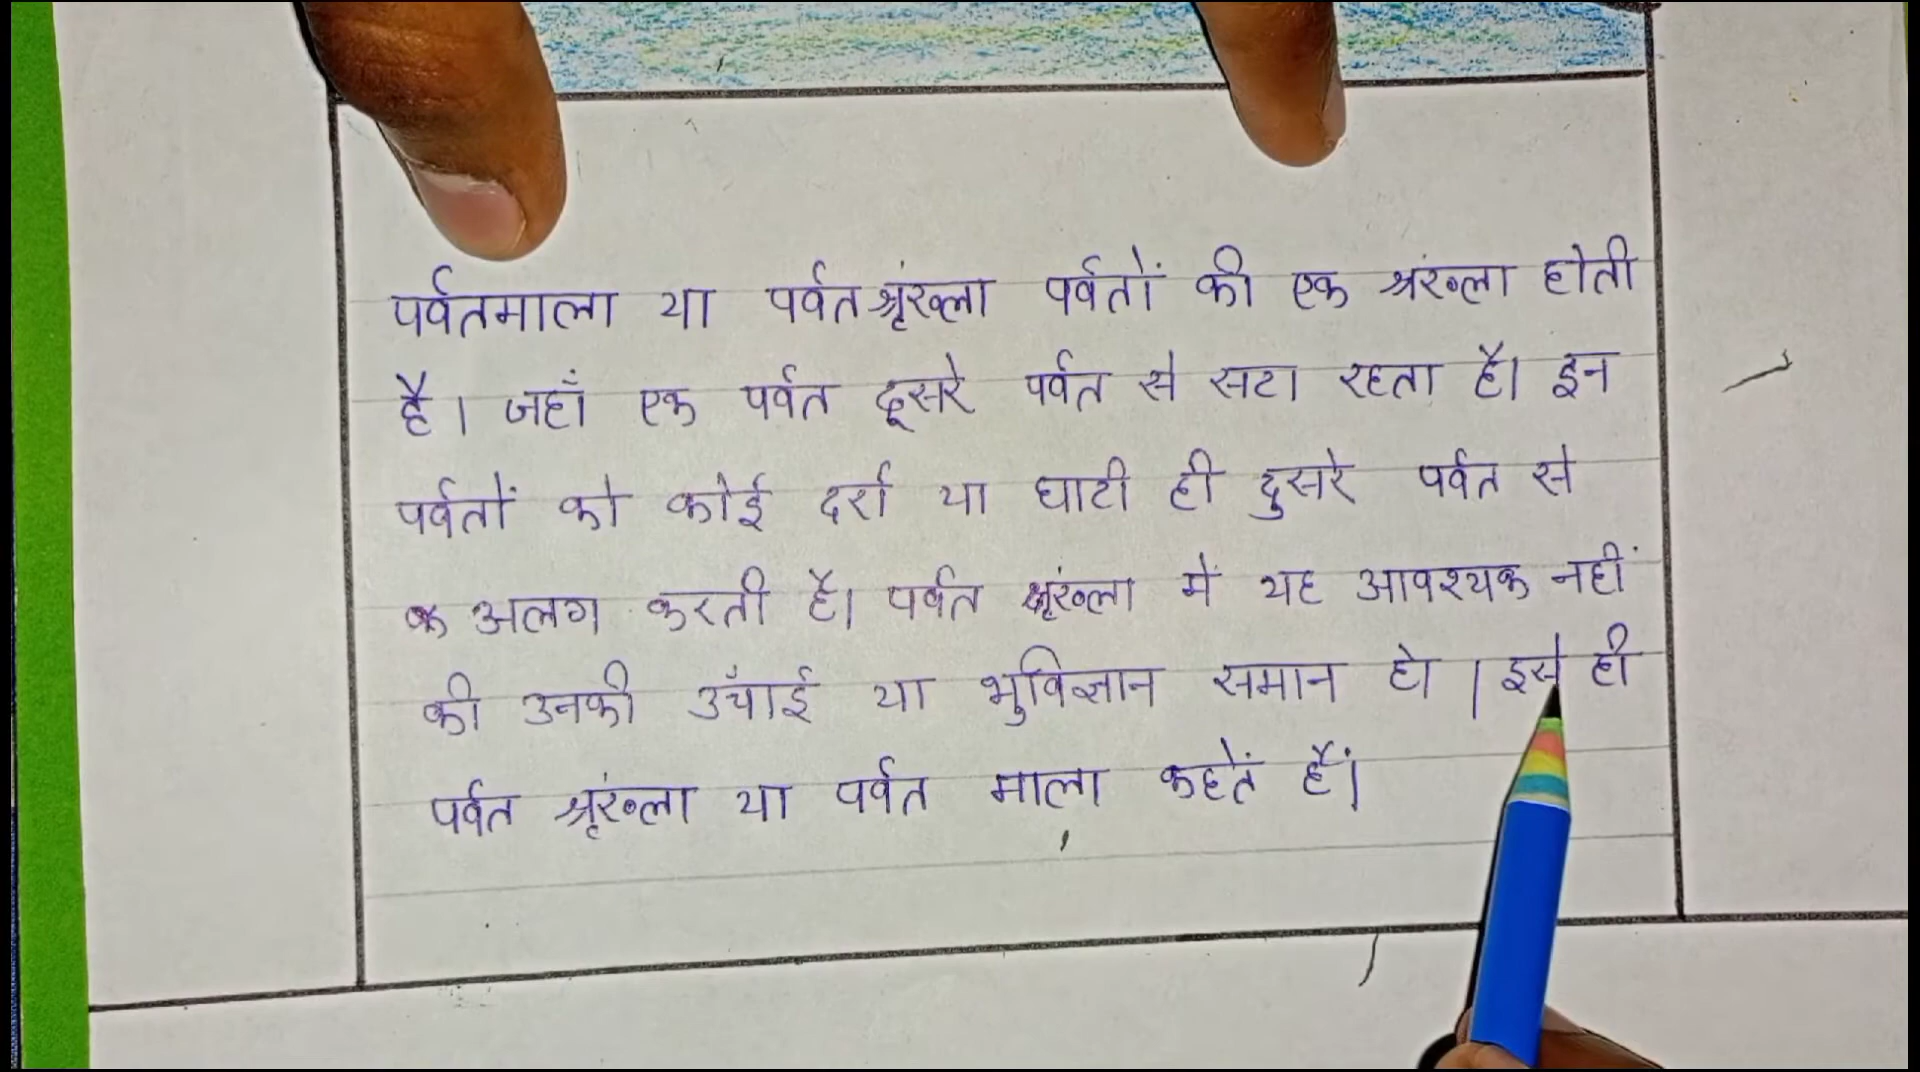 पर्वतमाला या पर्वत श्रृंख्ला पर्वतों की एक श्रंख्ला होती
है। जहाँ एक पर्वत दूसरे पर्वत से सटा रहता है। इन
पर्वतों को कोई दर्रा या घाटी ही दुसरे पर्वत से
अलग करती है। पर्वत श्रृंख्ला में यह आवश्यक नहीं
की उनकी उँचाई या भुविज्ञान समान हो। इसे ही
पर्वत श्रृंख्ला या पर्वत माला कहतें हैं।